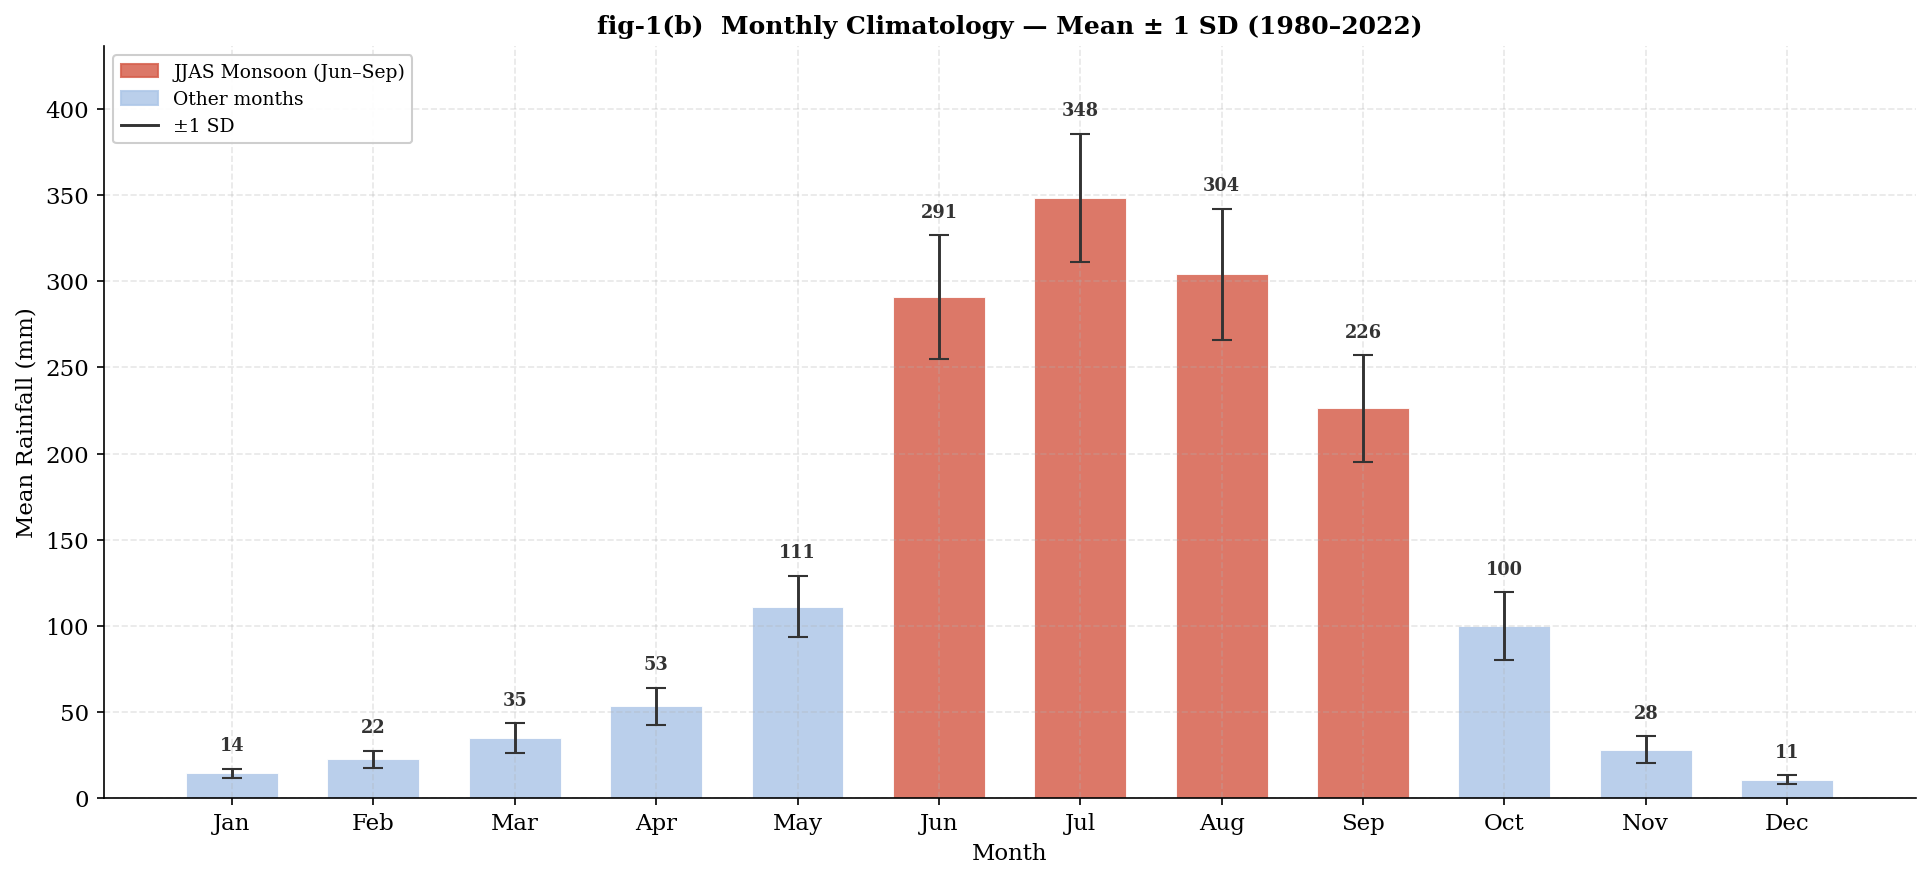 fig-1(b)  Monthly Climatology — Mean ± 1 SD (1980–2022)
JJAS Monsoon (Jun–Sep)
Other months
±1 SD
Mean Rainfall (mm)
400
350
300
250
200
150
100
50
0
14
22
35
53
111
291
348
304
226
100
28
11
Jan
Feb
Mar
Apr
May
Jun
Jul
Aug
Sep
Oct
Nov
Dec
Month